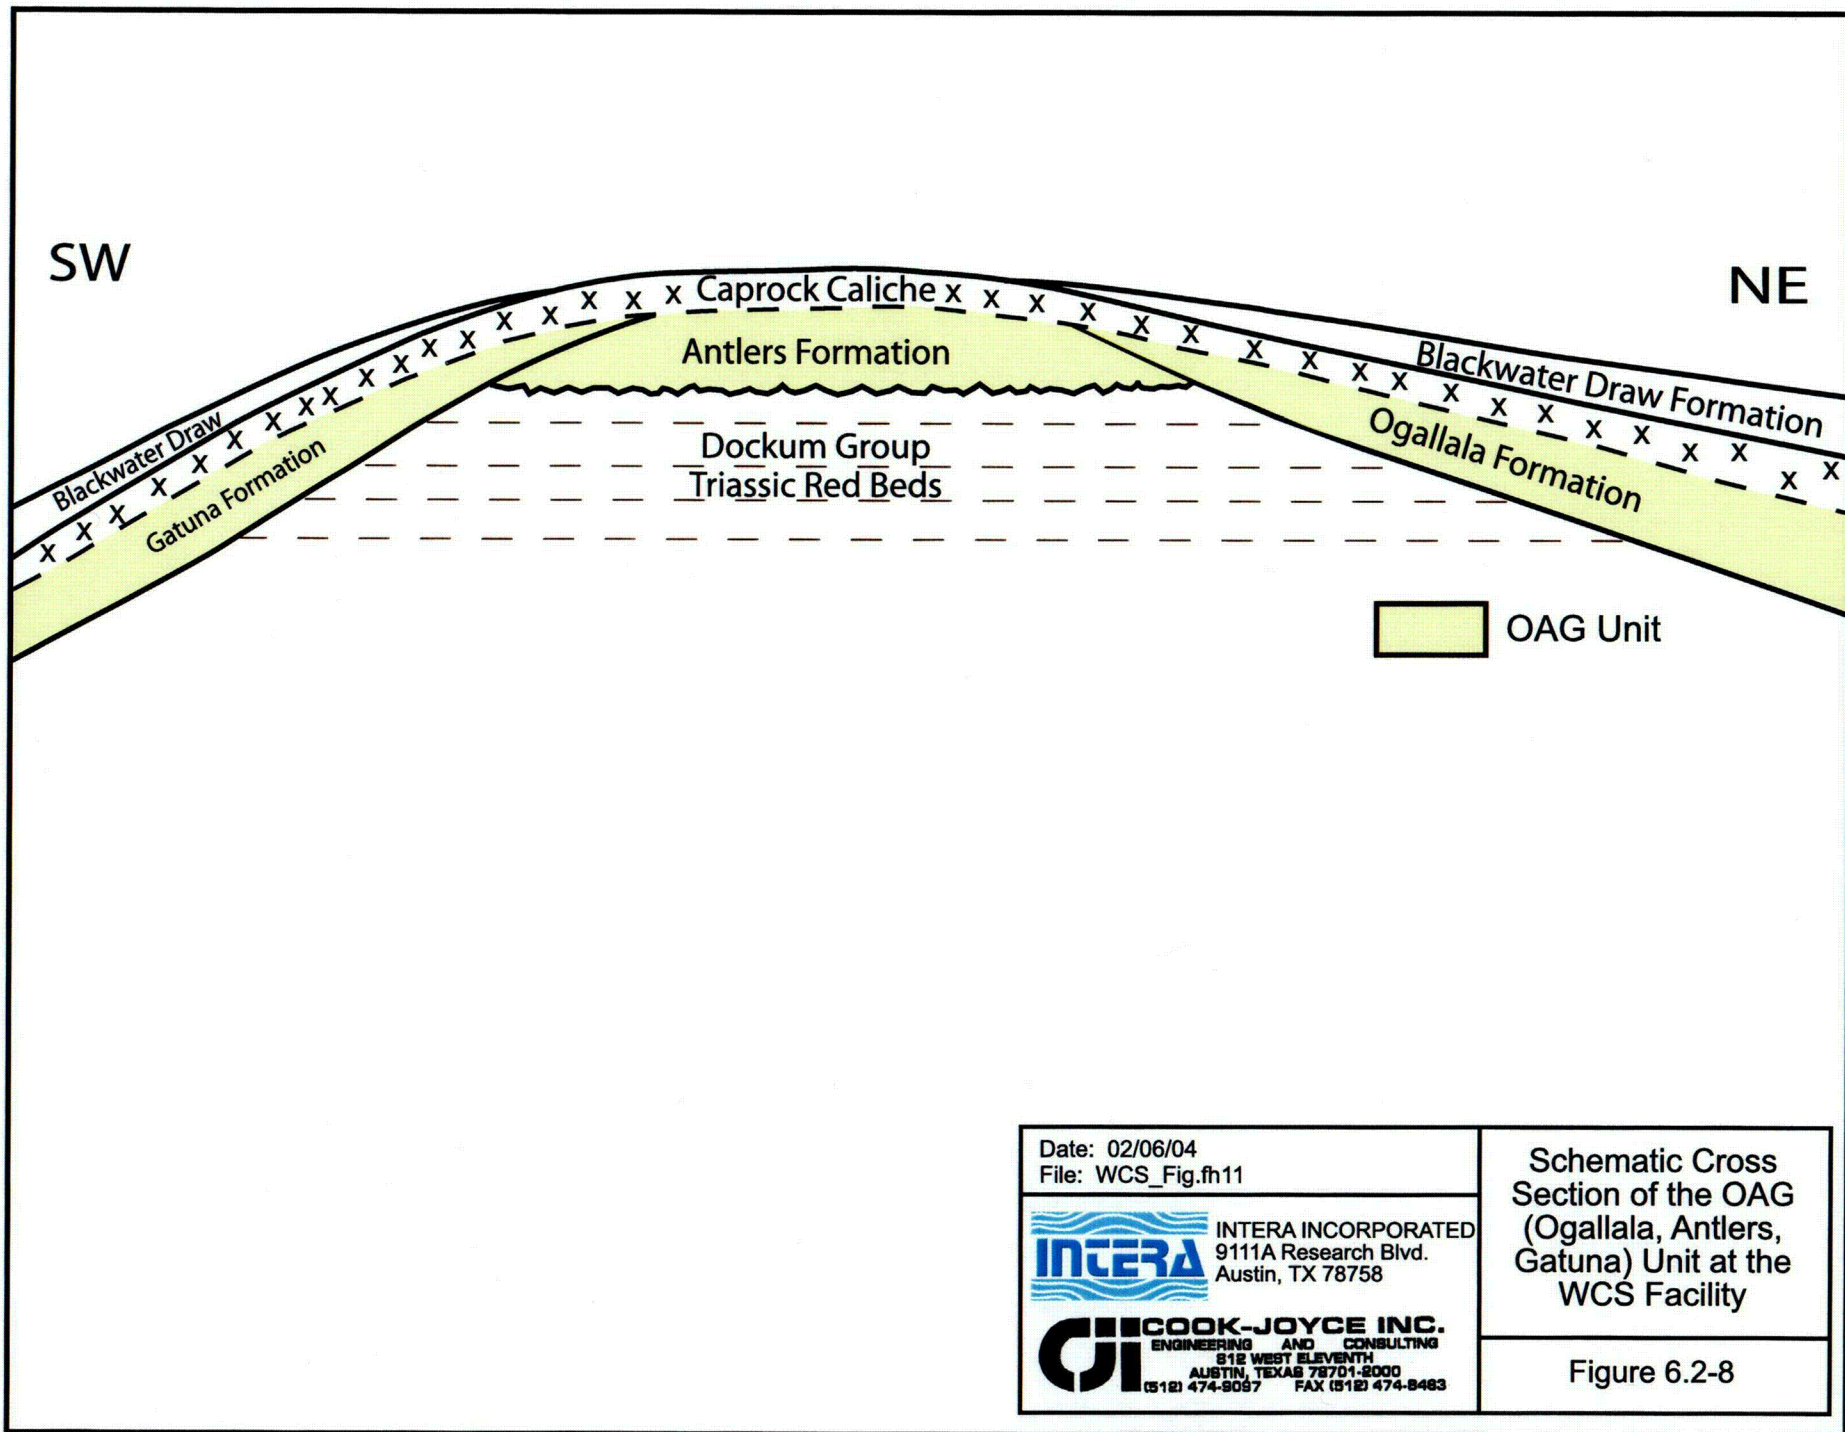 SW
NE
x x x Caprock Caliche x x x
Antlers Formation
Blackwater Draw Formation
Blackwater Draw
Ogallala Formation
Gatuna Formation
Dockum Group
Triassic Red Beds
OAG Unit
Date: 02/06/04
File: WCS_Fig.fh11
INTERA
INTERA INCORPORATED
9111A Research Blvd.
Austin, TX 78758
CJI
COOK-JOYCE INC.
ENGINEERING AND CONSULTING
812 WEST ELEVENTH
AUSTIN, TEXAS 78701-2000
(512) 474-9097 FAX (512) 474-8463
Schematic Cross
Section of the OAG
(Ogallala, Antlers,
Gatuna) Unit at the
WCS Facility
Figure 6.2-8